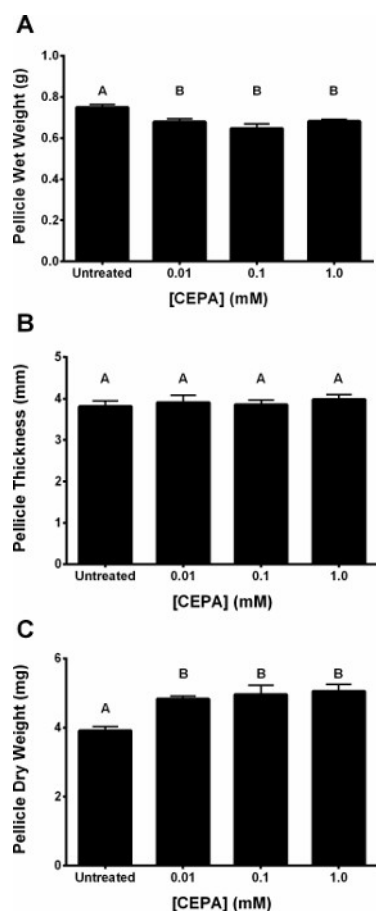 A
Pellicle Wet Weight (g)
1.0
0.8
0.6
0.4
0.2
0.0
A B B B
Untreated 0.01 0.1 1.0
[CEPA] (mM)
B
Pellicle Thickness (mm)
5
4
3
2
1
0
A A A A
Untreated 0.01 0.1 1.0
[CEPA] (mM)
C
Pellicle Dry Weight (mg)
6
4
2
0
A B B B
Untreated 0.01 0.1 1.0
[CEPA] (mM)